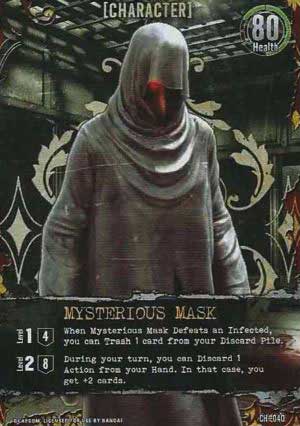 [CHARACTER]
80
Health
MYSTERIOUS MASK
Level 1 4
When Mysterious Mask Defeats an Infected,
you can Trash 1 card from your Discard Pile.
Level 2 8
During your turn, you can Discard 1
Action from your Hand. In that case, you
get +2 cards.
©CAPCOM. LICENSED FOR USE BY BANDAI
CH-040